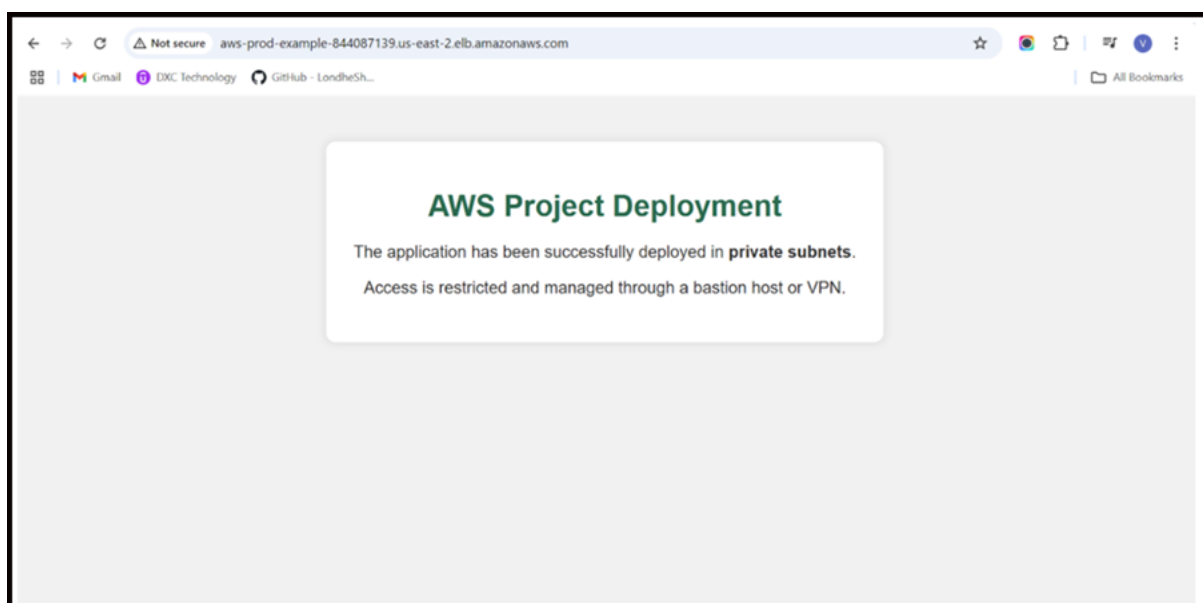 Not secure aws-prod-example-844087139.us-east-2.elb.amazonaws.com V
Gmail DXC Technology GitHub - LondheSh... All Bookmarks
AWS Project Deployment
The application has been successfully deployed in private subnets.
Access is restricted and managed through a bastion host or VPN.